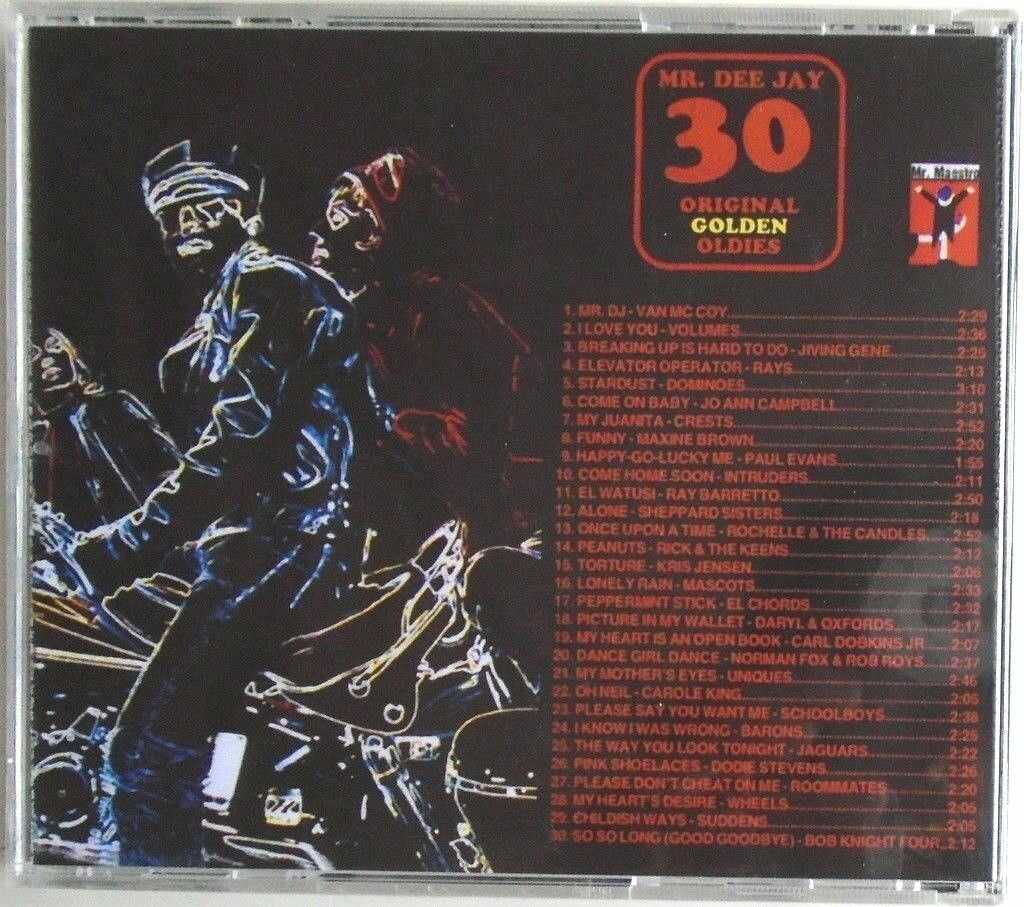 MR. DEE JAY
30
ORIGINAL
GOLDEN
OLDIES
Mr. Maestro
1. MR. DJ - VAN MC COY 2:29
2. I LOVE YOU - VOLUMES 2:36
3. BREAKING UP IS HARD TO DO - JIVING GENE 2:25
4. ELEVATOR OPERATOR - RAYS 2:13
5. STARDUST - DOMINOES 3:10
6. COME ON BABY - JO ANN CAMPBELL 2:31
7. MY JUANITA - CRESTS 2:52
8. FUNNY - MAXINE BROWN 2:20
9. HAPPY-GO-LUCKY ME - PAUL EVANS 1:55
10. COME HOME SOON - INTRUDERS 2:11
11. EL WATUSI - RAY BARRETTO 2:50
12. ALONE - SHEPPARD SISTERS 2:18
13. ONCE UPON A TIME - ROCHELLE & THE CANDLES 2:52
14. PEANUTS - RICK & THE KEENS 2:12
15. TORTURE - KRIS JENSEN 2:06
16. LONELY RAIN - MASCOTS 2:33
17. PEPPERMINT STICK - EL CHORDS 2:32
18. PICTURE IN MY WALLET - DARYL & OXFORDS 2:17
19. MY HEART IS AN OPEN BOOK - CARL DOBKINS JR 2:07
20. DANCE GIRL DANCE - NORMAN FOX & ROB ROYS 2:37
21. MY MOTHER'S EYES - UNIQUES 2:46
22. OH NEIL - CAROLE KING 2:05
23. PLEASE SAY YOU WANT ME - SCHOOLBOYS 2:38
24. I KNOW I WAS WRONG - BARONS 2:25
25. THE WAY YOU LOOK TONIGHT - JAGUARS 2:22
26. PINK SHOELACES - DODIE STEVENS 2:26
27. PLEASE DON'T CHEAT ON ME - ROOMMATES 2:20
28. MY HEART'S DESIRE - WHEELS 2:05
29. CHILDISH WAYS - SUDDENS 2:05
30. SO SO LONG (GOOD GOODBYE) - BOB KNIGHT FOUR 2:12